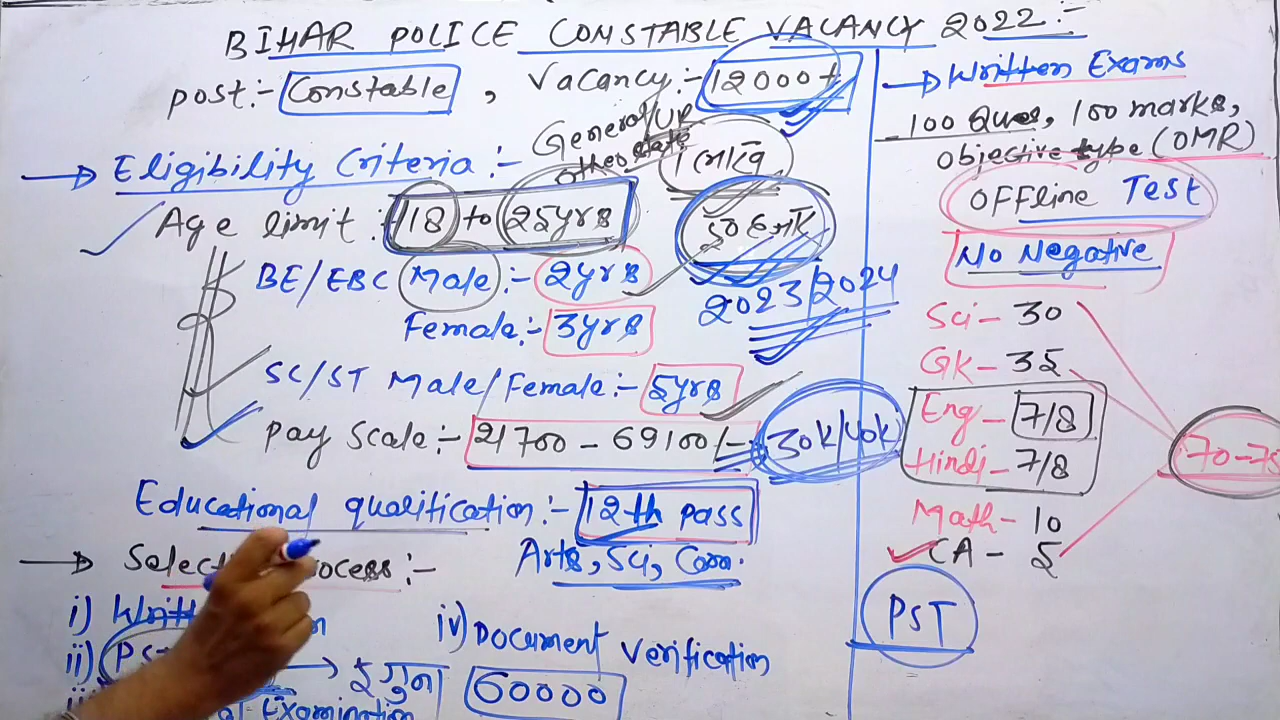 BIHAR POLICE CONSTABLE VACANCY 2022:-
post:- Constable, Vacancy:- 12000+
General/UR
other state
→ Eligibility Criteria:-
Age limit:- 18 to 25yrs
BE/EBC Male:- 2yrs
2023/2024
Female:- 3yrs
SC/ST Male/Female:- 5yrs
Pay Scale:- 21700 - 69100/- 30K/40K
Educational qualification:- 12th pass
Arts, Sci, Com.
→
i)
ii)
iv) Document Verification
60000
Examination
→ Written Exams
100 Ques, 100 marks,
Objective type (OMR)
OFFline Test
No Negative
Sci - 30
GK - 35
Eng - 7/8
Hindi - 7/8
Math - 10
CA - 5
PST